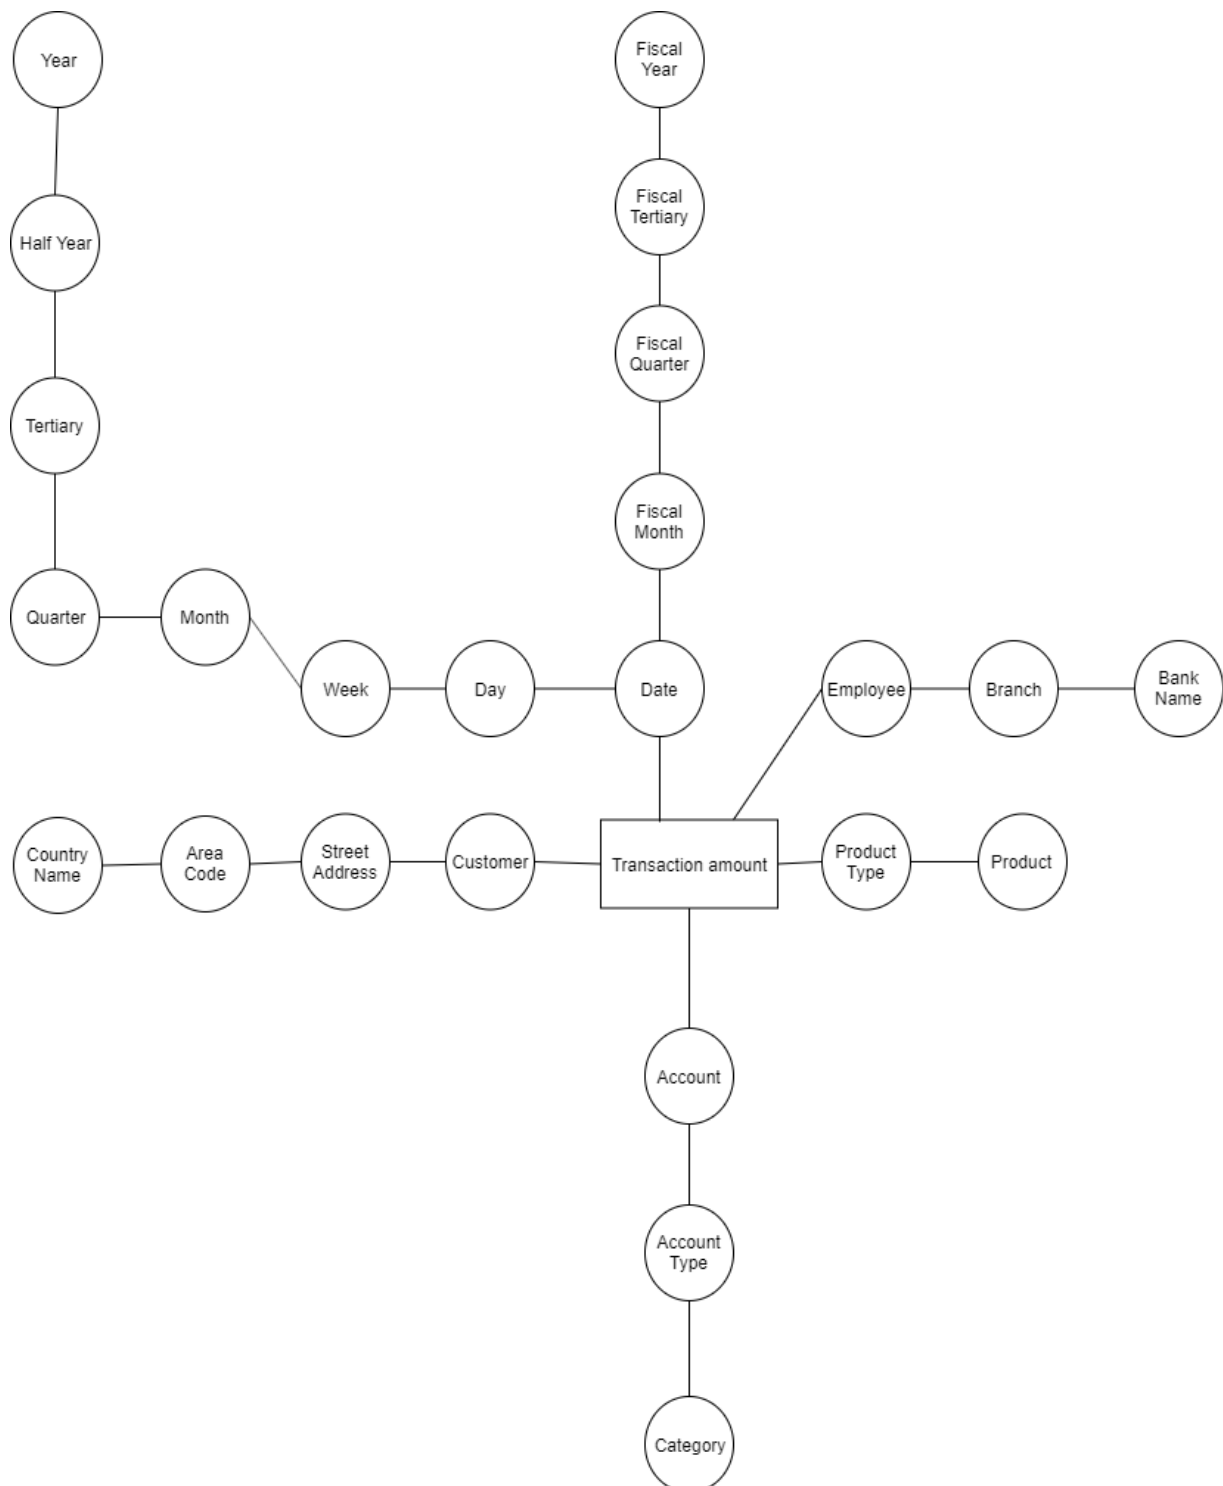 Year
Fiscal
Year
Fiscal
Tertiary
Half Year
Fiscal
Quarter
Tertiary
Fiscal
Month
Quarter
Month
Week
Day
Date
Employee
Branch
Bank
Name
Country
Name
Area
Code
Street
Address
Customer
Transaction amount
Product
Type
Product
Account
Account
Type
Category